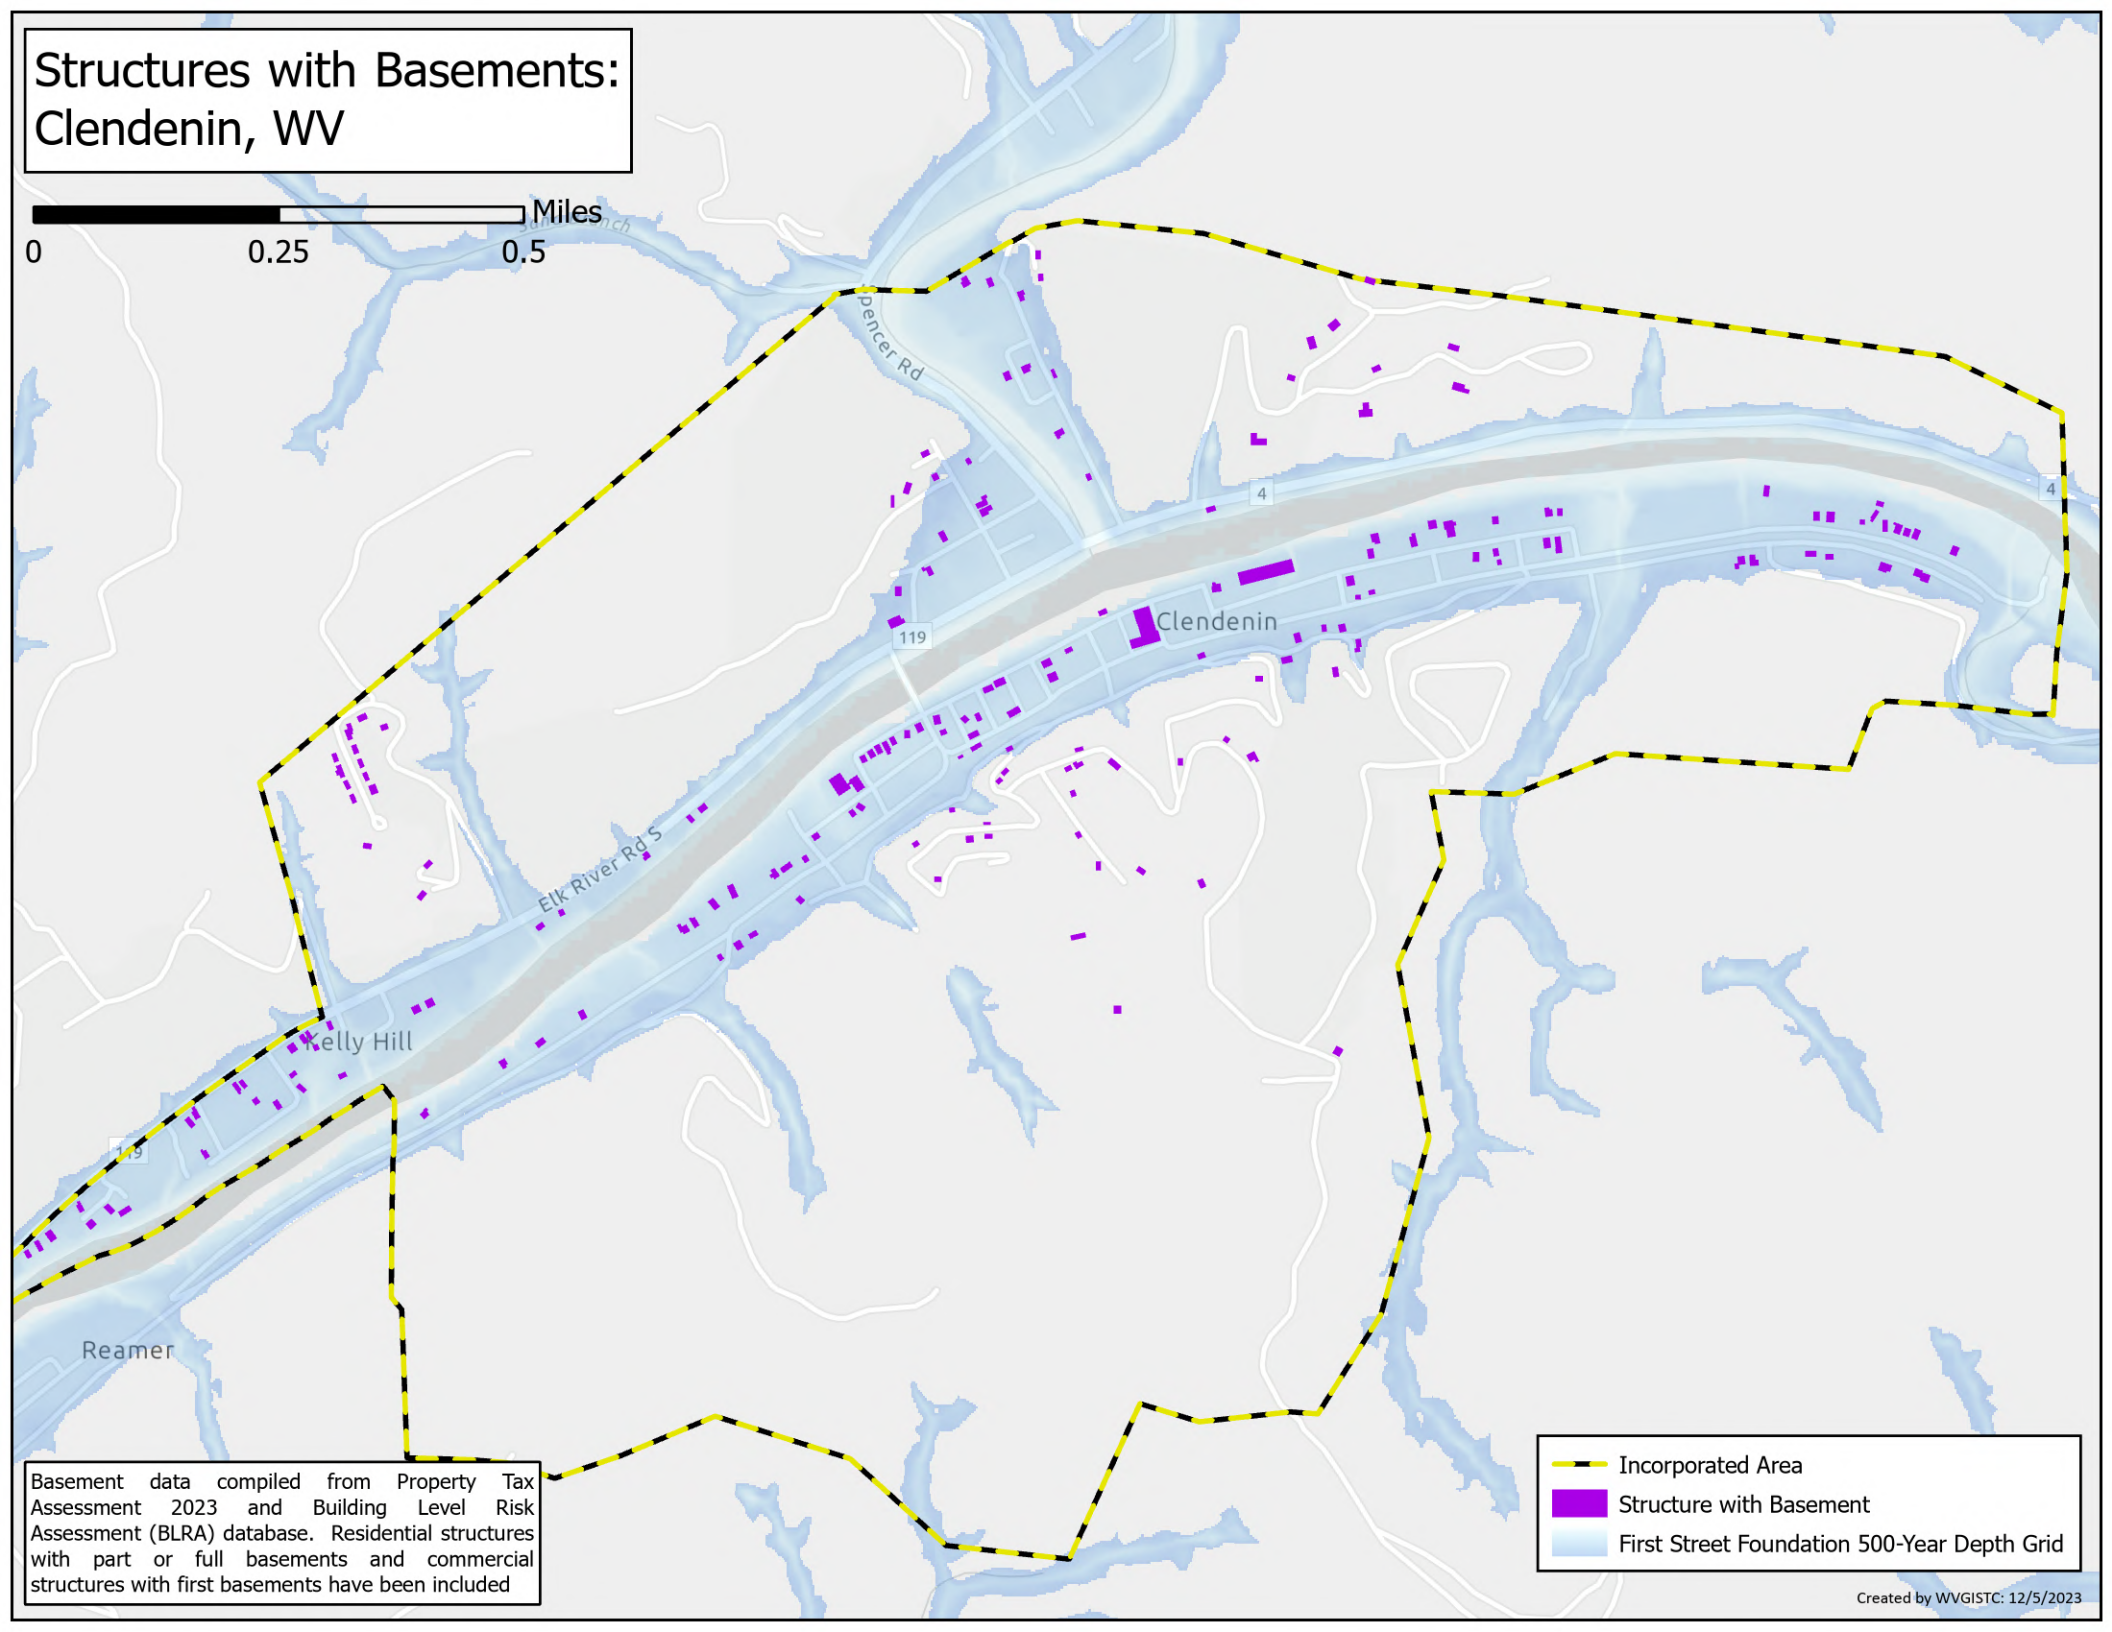 Structures with Basements:
Clendenin, WV
Miles
0 0.25 0.5
Spencer Rd
4
4
119
Clendenin
Elk River Rd S
Kelly Hill
119
Reamer
Basement data compiled from Property Tax
Assessment 2023 and Building Level Risk
Assessment (BLRA) database. Residential structures
with part or full basements and commercial
structures with first basements have been included
Incorporated Area
Structure with Basement
First Street Foundation 500-Year Depth Grid
Created by WVGISTC: 12/5/2023